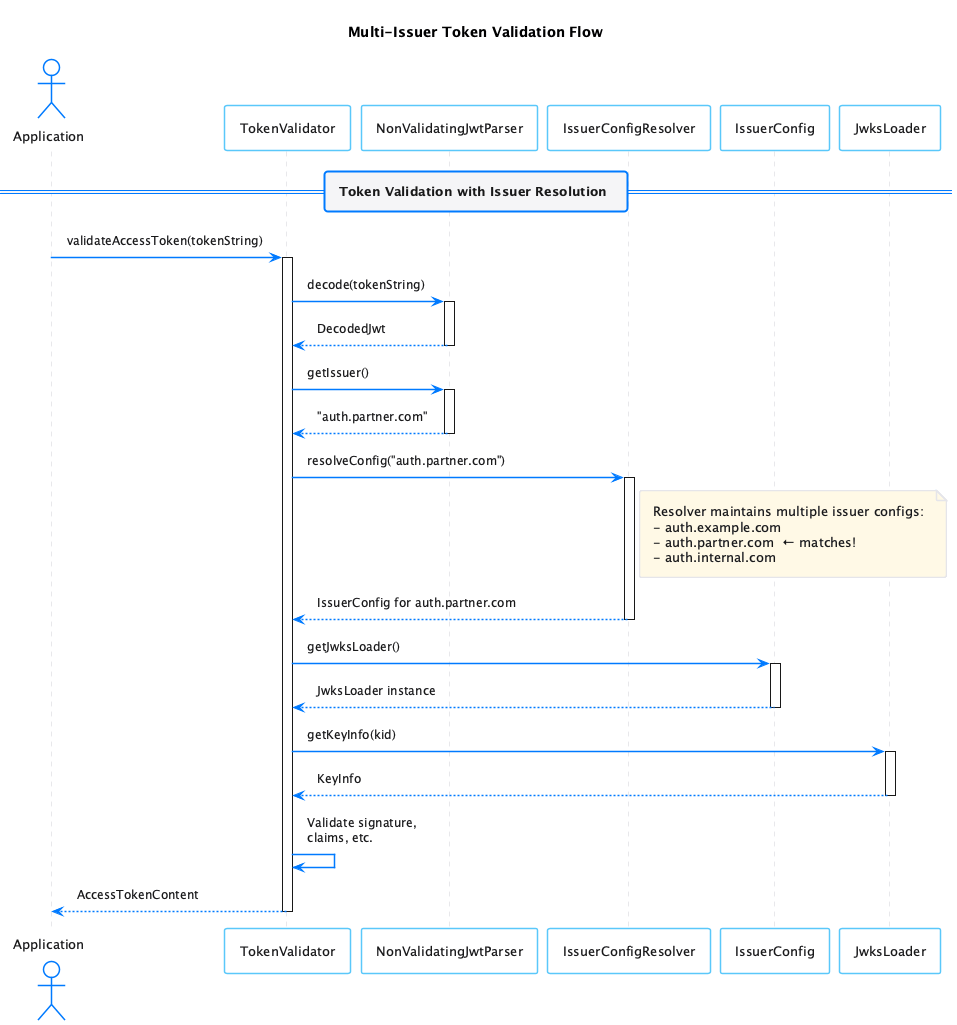 Multi-Issuer Token Validation Flow
Application
TokenValidator
NonValidatingJwtParser
IssuerConfigResolver
IssuerConfig
JwksLoader
Token Validation with Issuer Resolution
validateAccessToken(tokenString)
decode(tokenString)
DecodedJwt
getIssuer()
"auth.partner.com"
resolveConfig("auth.partner.com")
Resolver maintains multiple issuer configs:
- auth.example.com
- auth.partner.com ← matches!
- auth.internal.com
IssuerConfig for auth.partner.com
getJwksLoader()
JwksLoader instance
getKeyInfo(kid)
KeyInfo
Validate signature,
claims, etc.
AccessTokenContent
Application
TokenValidator
NonValidatingJwtParser
IssuerConfigResolver
IssuerConfig
JwksLoader